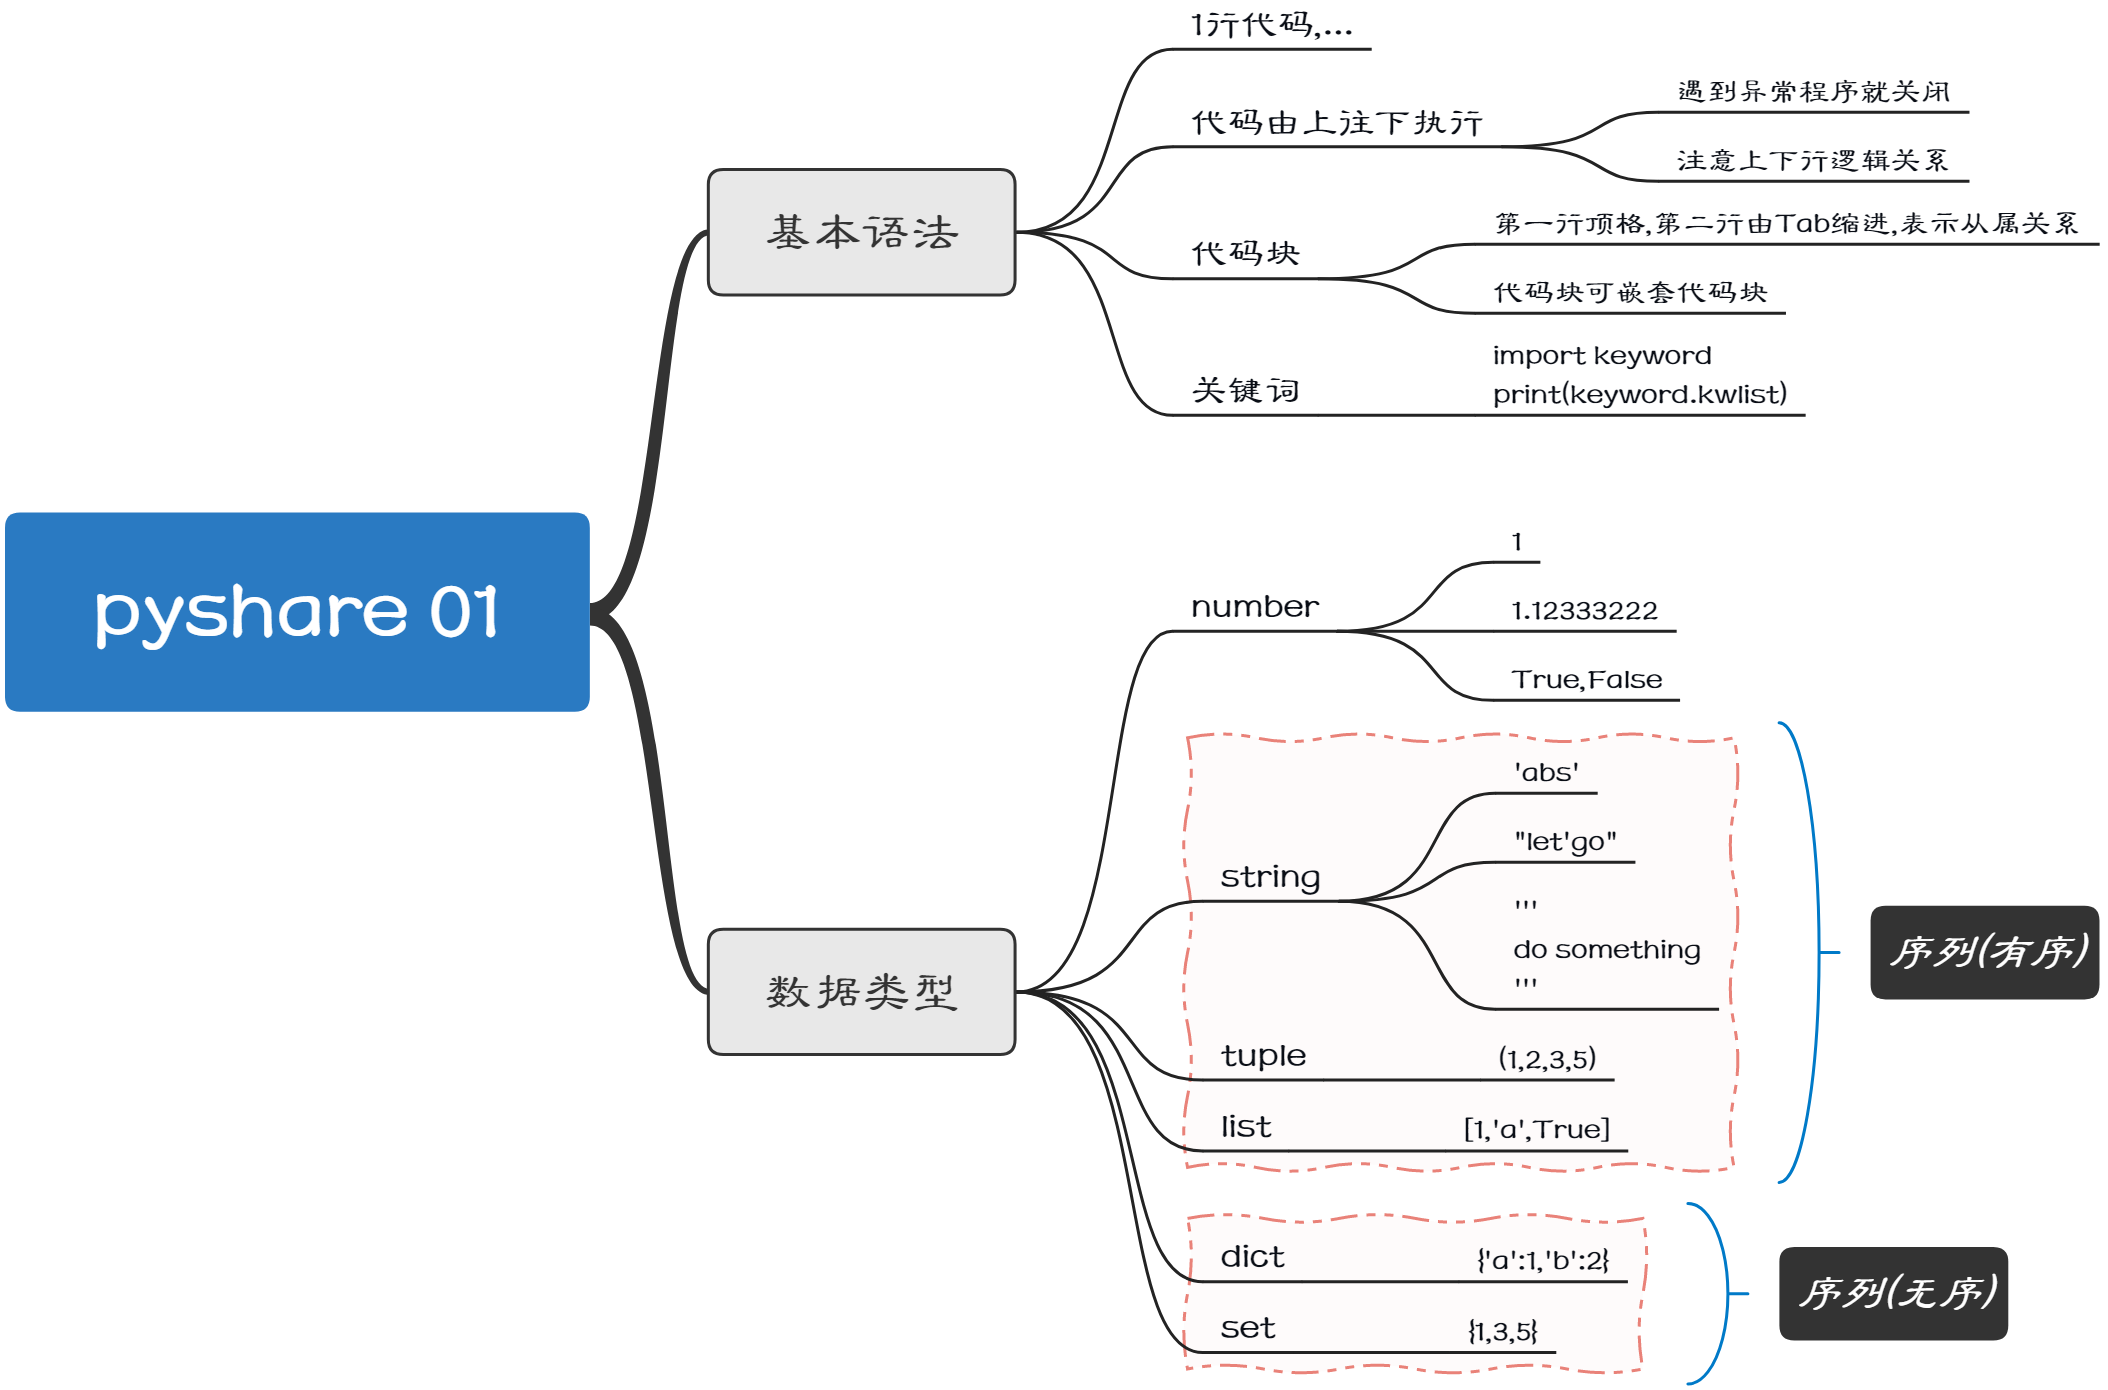 pyshare 01
基本语法
1行代码,...
代码由上往下执行
遇到异常程序就关闭
注意上下行逻辑关系
代码块
第一行顶格,第二行由Tab缩进,表示从属关系
代码块可嵌套代码块
关键词
import keyword
print(keyword.kwlist)
数据类型
number
1
1.12333222
True,False
string
'abs'
"let'go"
'''
do something
'''
tuple
(1,2,3,5)
list
[1,'a',True]
序列(有序)
dict
{'a':1,'b':2}
set
{1,3,5}
序列(无序)